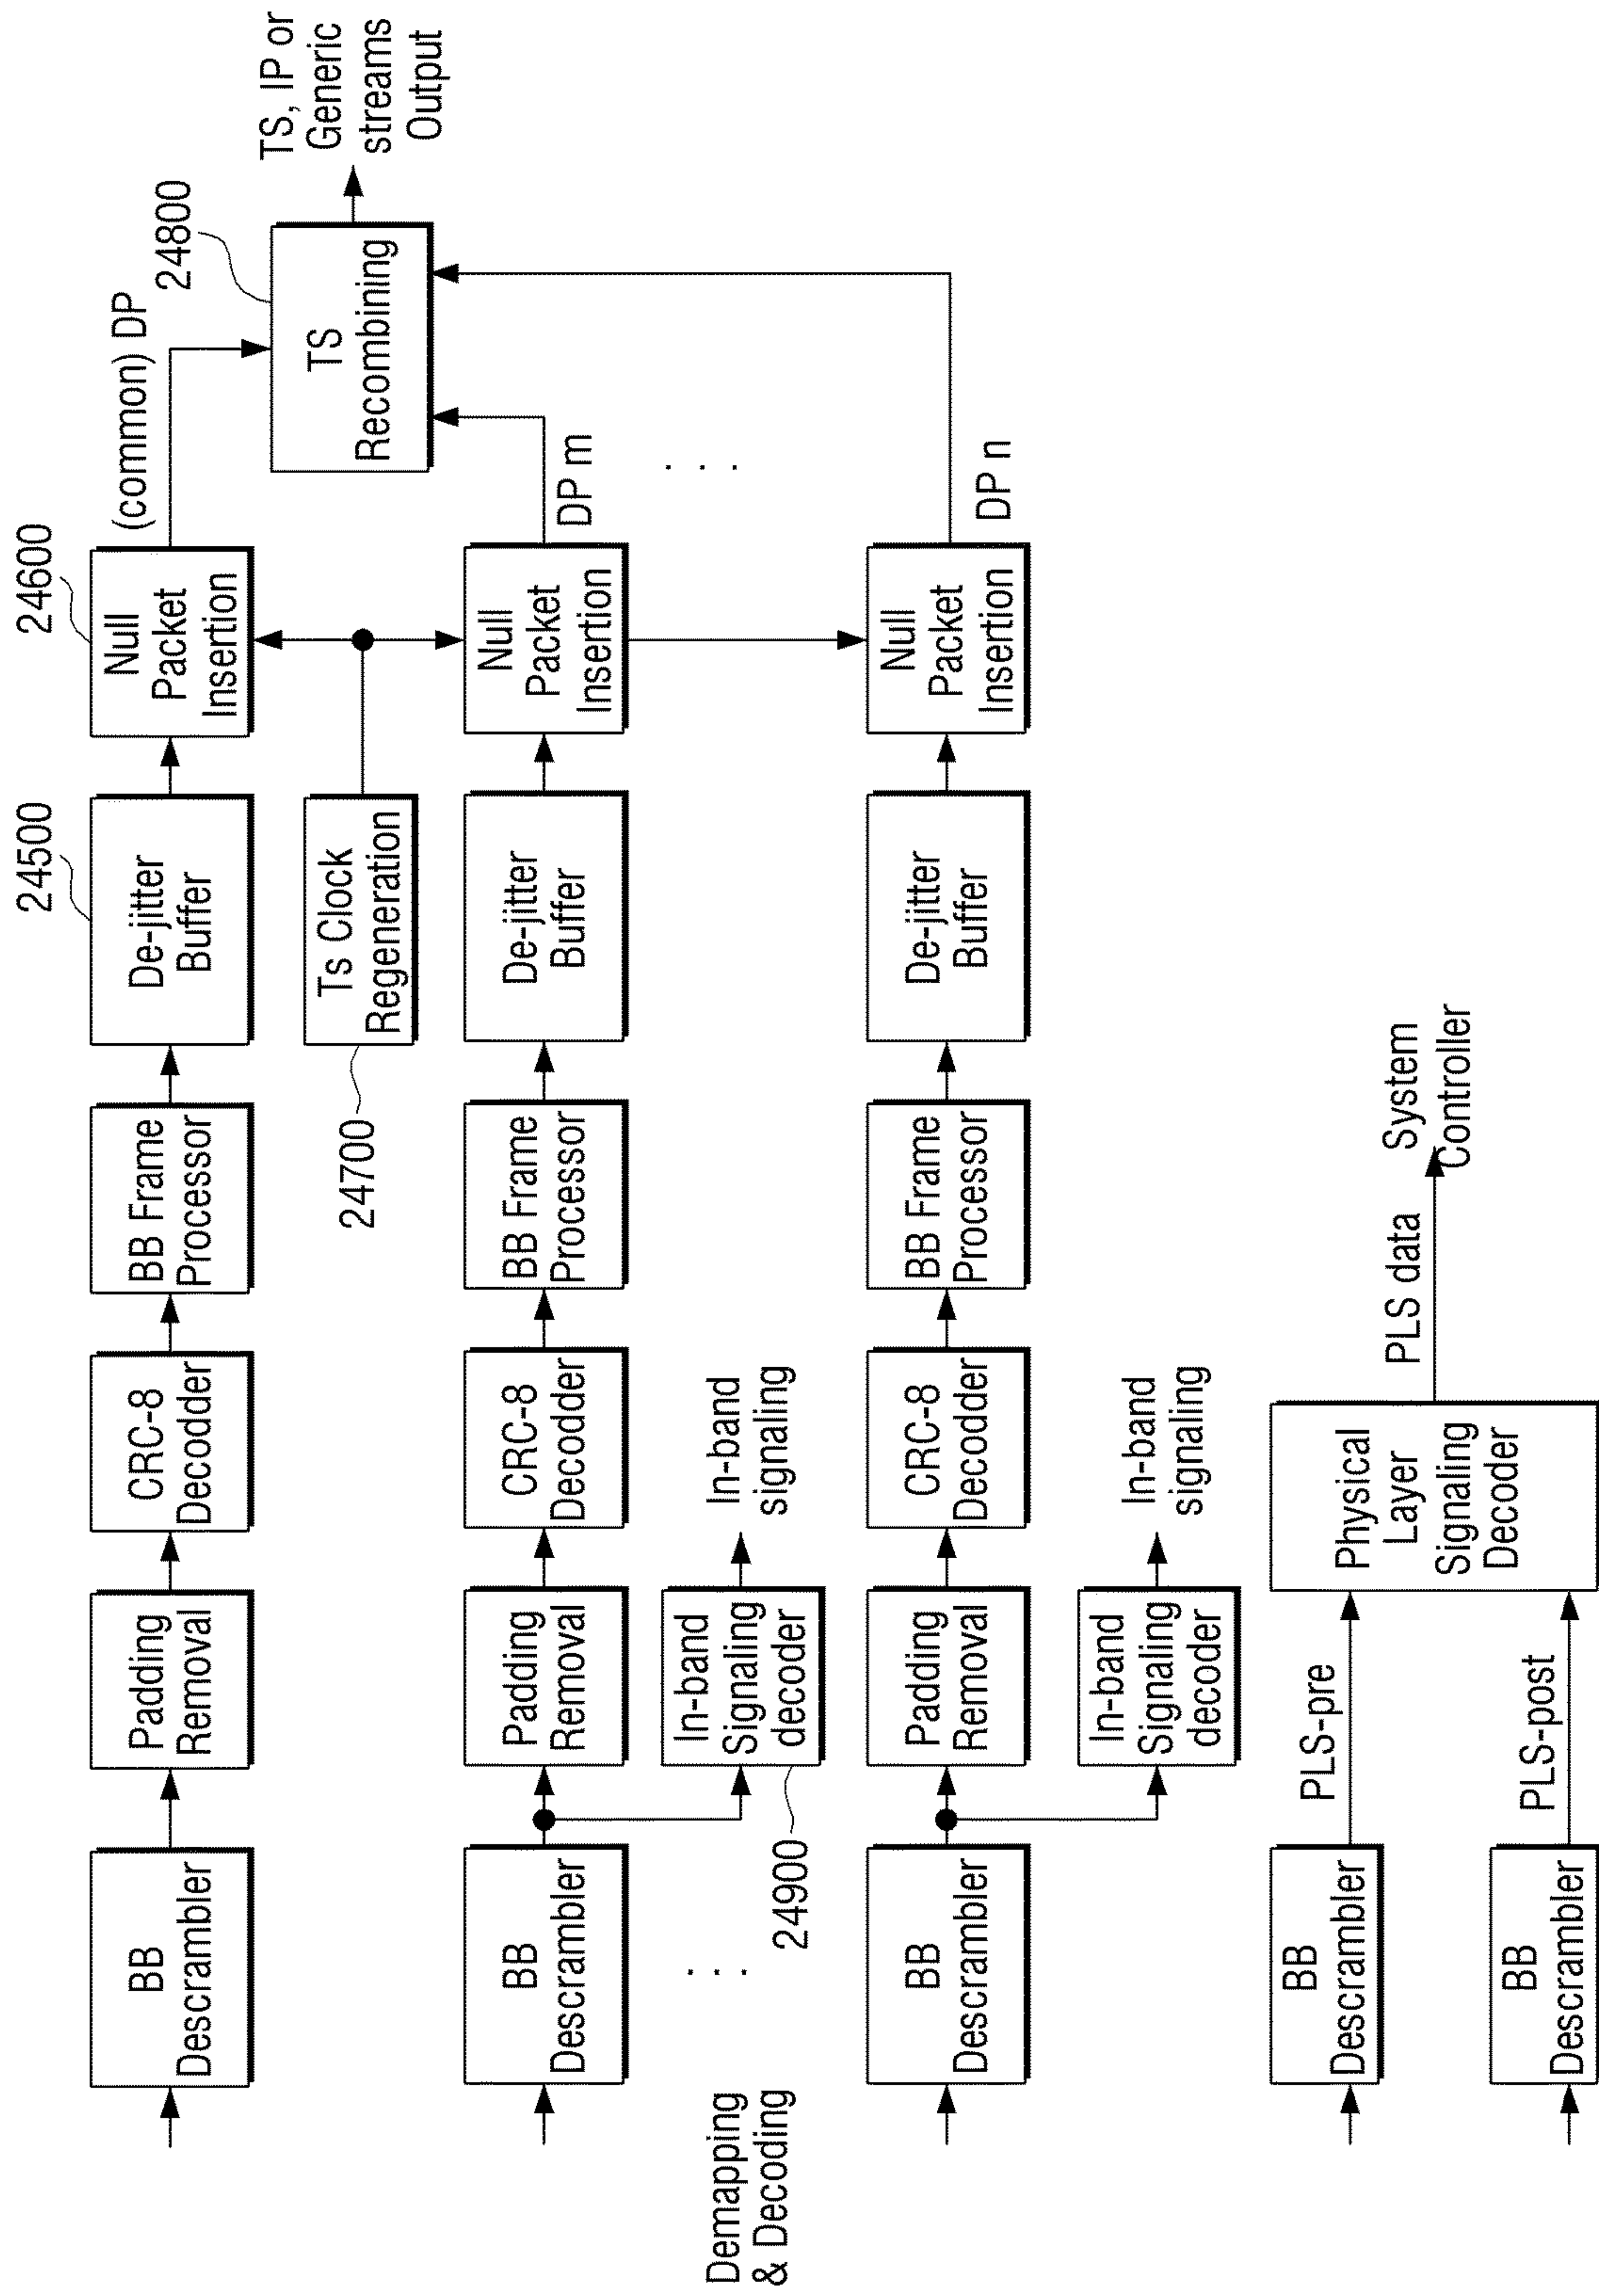 BB
Descrambler
Padding
Removal
CRC-8
Decodder
BB Frame
Processor
24500
De-jitter
Buffer
24600
Null
Packet
Insertion
(common) DP
24700
Ts Clock
Regeneration
24800
TS
Recombining
TS, IP or
Generic
streams
Output
BB
Descrambler
Padding
Removal
CRC-8
Decodder
BB Frame
Processor
De-jitter
Buffer
Null
Packet
Insertion
DP m
24900
In-band
Signaling
decoder
In-band
signaling
. . .
. . .
Demapping
& Decoding
BB
Descrambler
Padding
Removal
CRC-8
Decodder
BB Frame
Processor
De-jitter
Buffer
Null
Packet
Insertion
DP n
In-band
Signaling
decoder
In-band
signaling
BB
Descrambler
PLS-pre
Physical
Layer
Signaling
Decoder
PLS data
System
Controller
BB
Descrambler
PLS-post